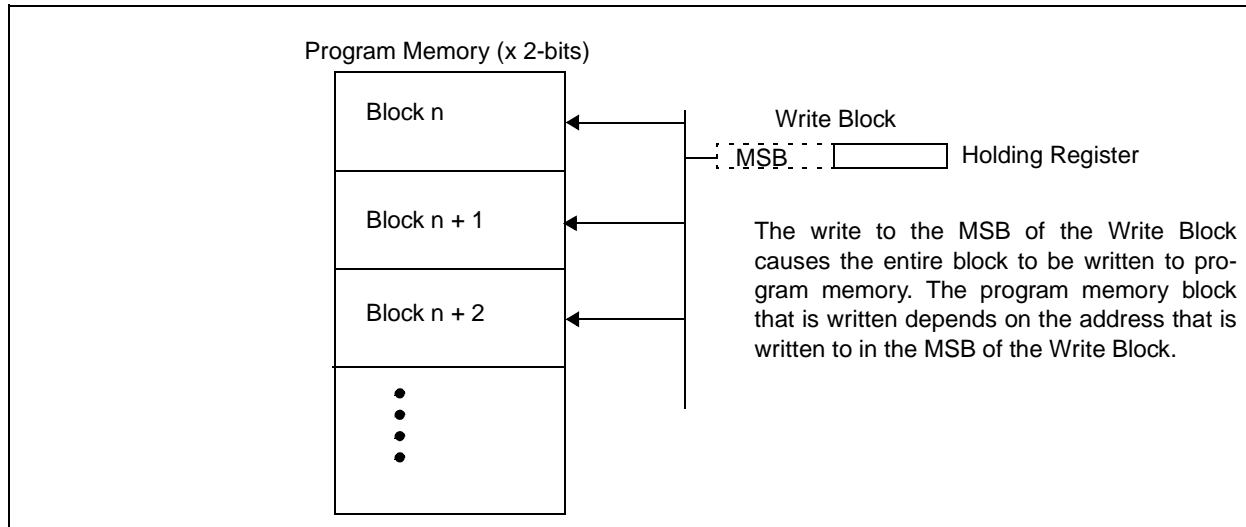 Program Memory (x 2-bits)
Block n
Write Block
MSB
Holding Register
Block n + 1
The write to the MSB of the Write Block
causes the entire block to be written to pro-
gram memory. The program memory block
that is written depends on the address that is
written to in the MSB of the Write Block.
Block n + 2